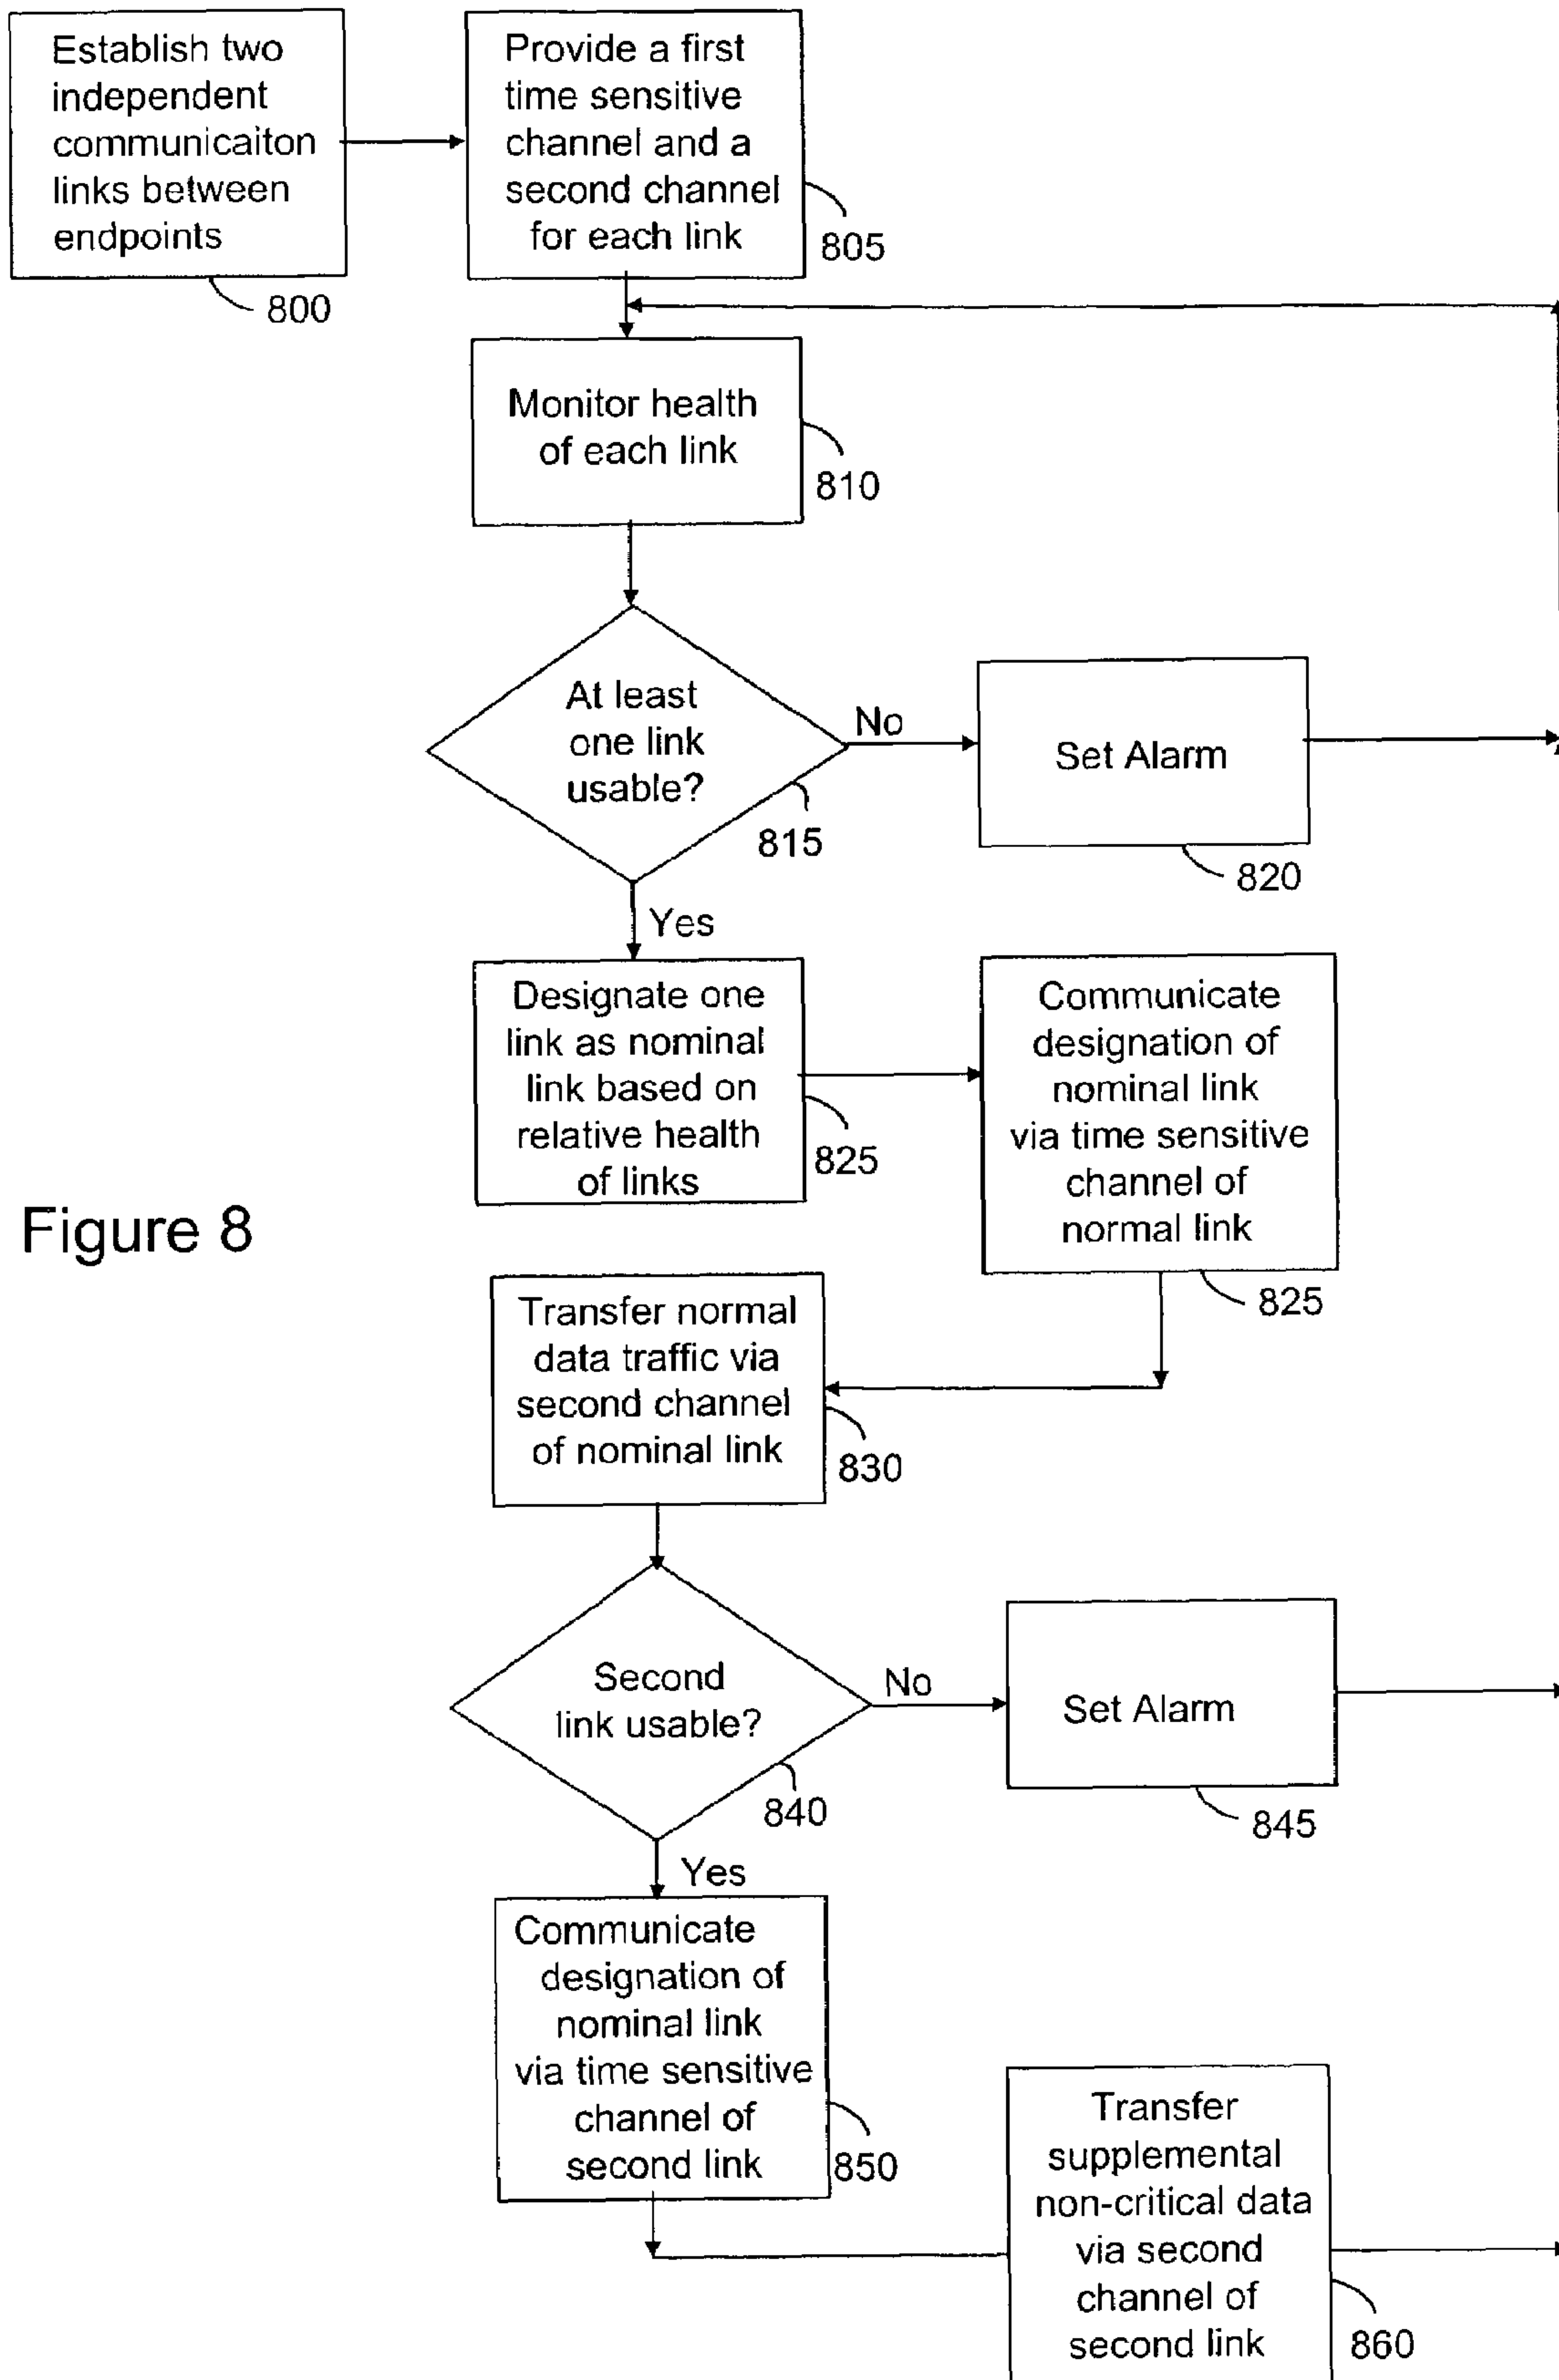 Establish two
independent
communicaiton
links between
endpoints
800
Provide a first
time sensitive
channel and a
second channel
for each link
805
Monitor health
of each link
810
At least
one link
usable?
815
No
Set Alarm
820
Yes
Designate one
link as nominal
link based on
relative health
of links
825
Communicate
designation of
nominal link
via time sensitive
channel of
normal link
825
Figure 8
Transfer normal
data traffic via
second channel
of nominal link
830
Second
link usable?
840
No
Set Alarm
845
Yes
Communicate
designation of
nominal link
via time sensitive
channel of
second link
850
Transfer
supplemental
non-critical data
via second
channel of
second link
860